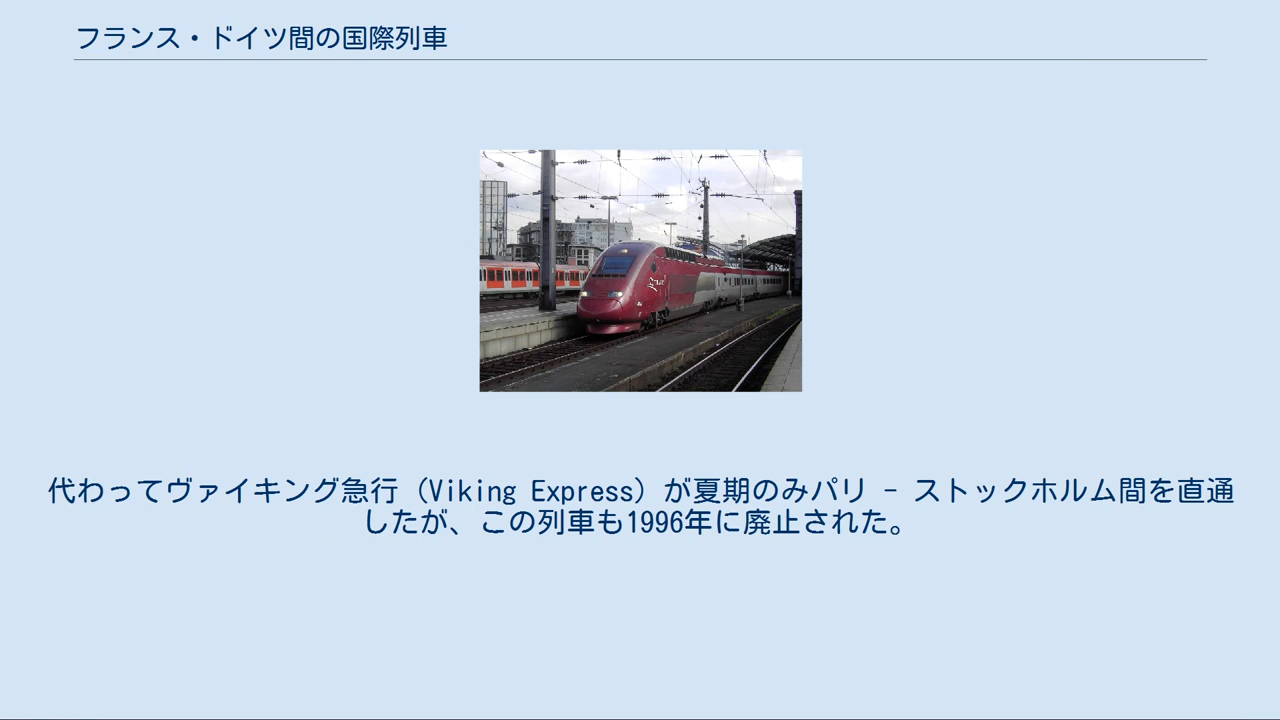 フランス・ドイツ間の国際列車
代わってヴァイキング急行（Viking Express）が夏期のみパリ - ストックホルム間を直通
したが、この列車も1996年に廃止された。